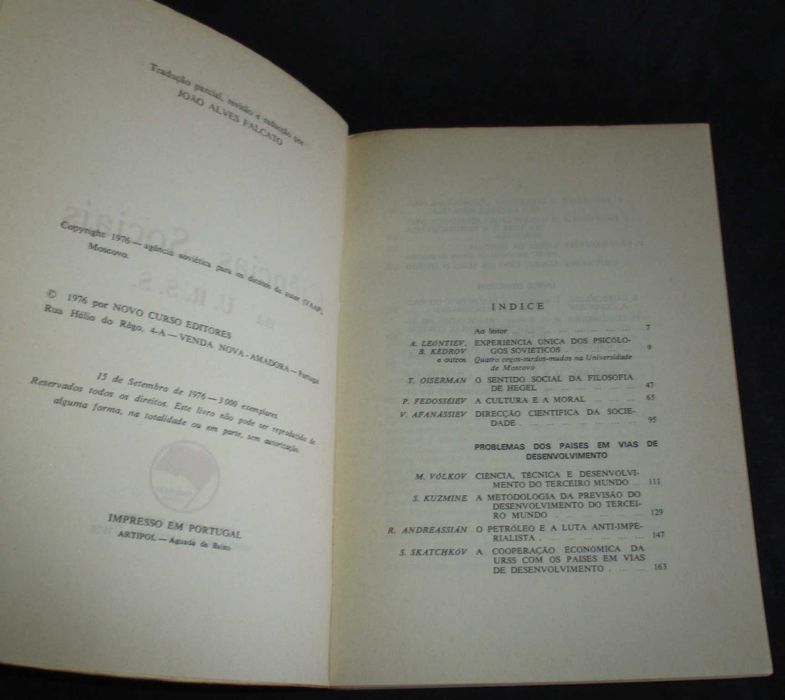 Tradução parcial, revisão e redacção por
JOÃO ALVES FALCATO
Copyright 1976 — agência soviética para os direitos de autor (VAAP),
Moscovo.
© 1976 por NOVO CURSO EDITORES
Rua Hélio do Rêgo, 4-A — VENDA NOVA - AMADORA — Portugal
15 de Setembro de 1976 — 3 000 exemplares.
Reservados todos os direitos. Este livro não pode ser reproduzido de
alguma forma, na totalidade ou em parte, sem autorização.
IMPRESSO EM PORTUGAL
ARTIPOL — Águeda de Baixo
ÍNDICE
Ao leitor ... 7
A. LEÓNTIEV, EXPERIÊNCIA ÚNICA DOS PSICÓLO-
B. KÉDROV GOS SOVIÉTICOS ... 9
e outros Quatro cegos-surdos-mudos na Universidade
de Moscovo
T. OISERMAN O SENTIDO SOCIAL DA FILOSOFIA
DE HEGEL ... 47
P. FEDOSSÉIEV A CULTURA E A MORAL ... 65
V. AFANÁSSIEV DIRECÇÃO CIENTÍFICA DA SOCIE-
DADE ... 95
PROBLEMAS DOS PAÍSES EM VIAS DE
DESENVOLVIMENTO
M. VÓLKOV CIÊNCIA, TÉCNICA E DESENVOLVI-
MENTO DO TERCEIRO MUNDO ... 111
S. KUZMINE A METODOLOGIA DA PREVISÃO DO
DESENVOLVIMENTO DO TERCEI-
RO MUNDO ... 129
R. ANDREASSIÁN O PETRÓLEO E A LUTA ANTI-IMPE-
RIALISTA ... 147
S. SKATCHKÓV A COOPERAÇÃO ECONÓMICA DA
URSS COM OS PAÍSES EM VIAS
DE DESENVOLVIMENTO ... 163